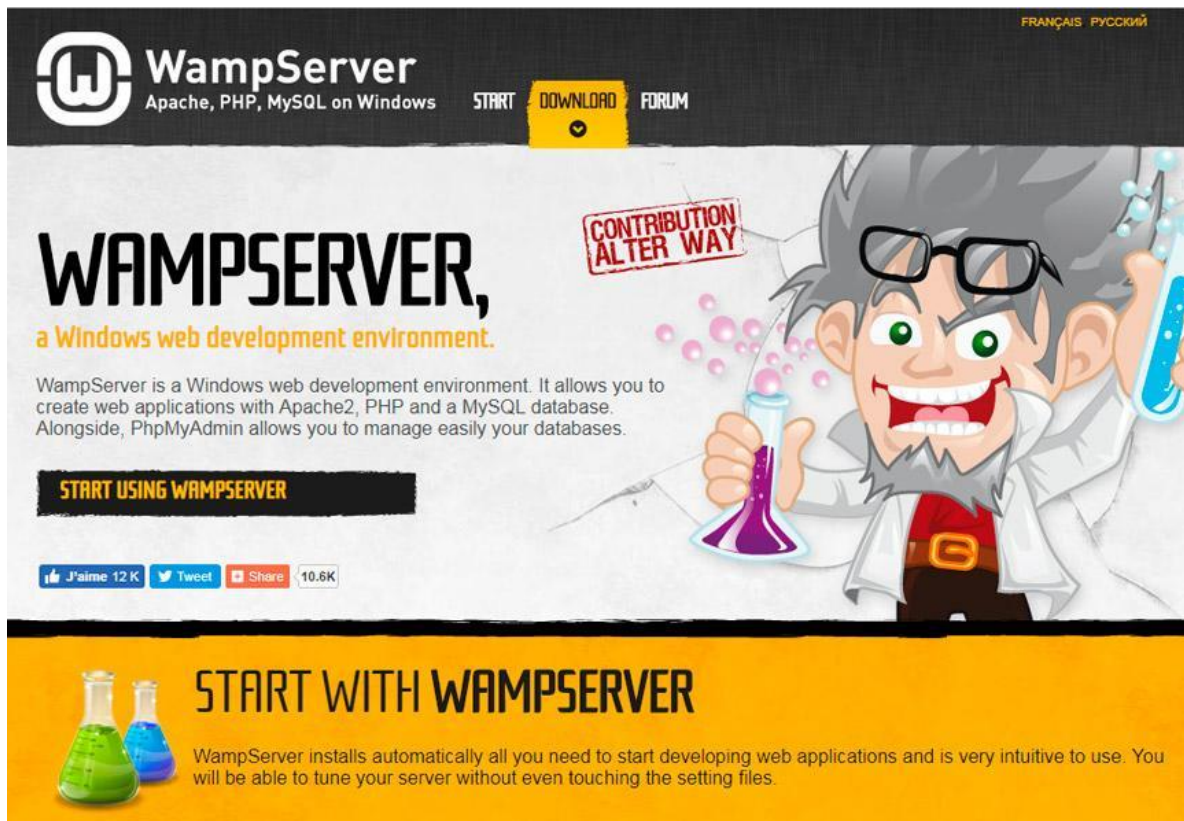 FRANÇAIS РУССКИЙ
WampServer
Apache, PHP, MySQL on Windows
START DOWNLOAD FORUM
CONTRIBUTION
ALTER WAY
WAMPSERVER,
a Windows web development environment.
WampServer is a Windows web development environment. It allows you to
create web applications with Apache2, PHP and a MySQL database.
Alongside, PhpMyAdmin allows you to manage easily your databases.
START USING WAMPSERVER
J'aime 12 K Tweet Share 10.6K
START WITH WAMPSERVER
WampServer installs automatically all you need to start developing web applications and is very intuitive to use. You
will be able to tune your server without even touching the setting files.